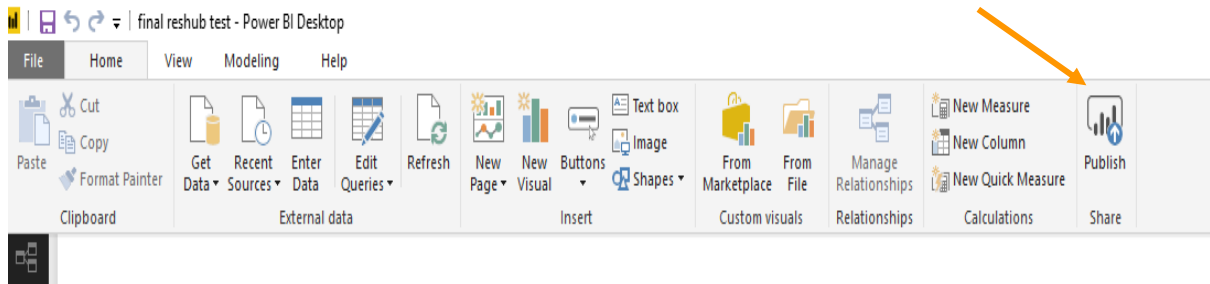 final reshub test - Power BI Desktop
File Home View Modeling Help
Paste
Cut
Copy
Format Painter
Clipboard
Get Data
Recent Sources
Enter Data
Edit Queries
Refresh
External data
New Page
New Visual
Buttons
Text box
Image
Shapes
Insert
From Marketplace
From File
Custom visuals
Manage Relationships
Relationships
New Measure
New Column
New Quick Measure
Calculations
Publish
Share